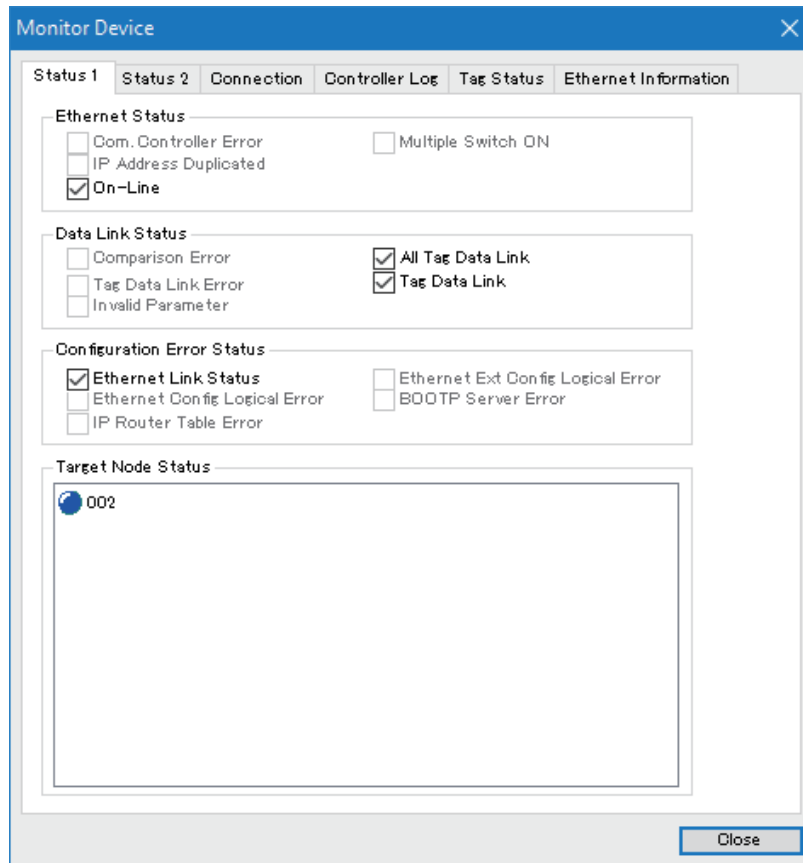 Monitor Device
Status 1 Status 2 Connection Controller Log Tag Status Ethernet Information
Ethernet Status
Com. Controller Error Multiple Switch ON
IP Address Duplicated
On-Line
Data Link Status
Comparison Error All Tag Data Link
Tag Data Link Error Tag Data Link
Invalid Parameter
Configuration Error Status
Ethernet Link Status Ethernet Ext Config Logical Error
Ethernet Config Logical Error BOOTP Server Error
IP Router Table Error
Target Node Status
002
Close